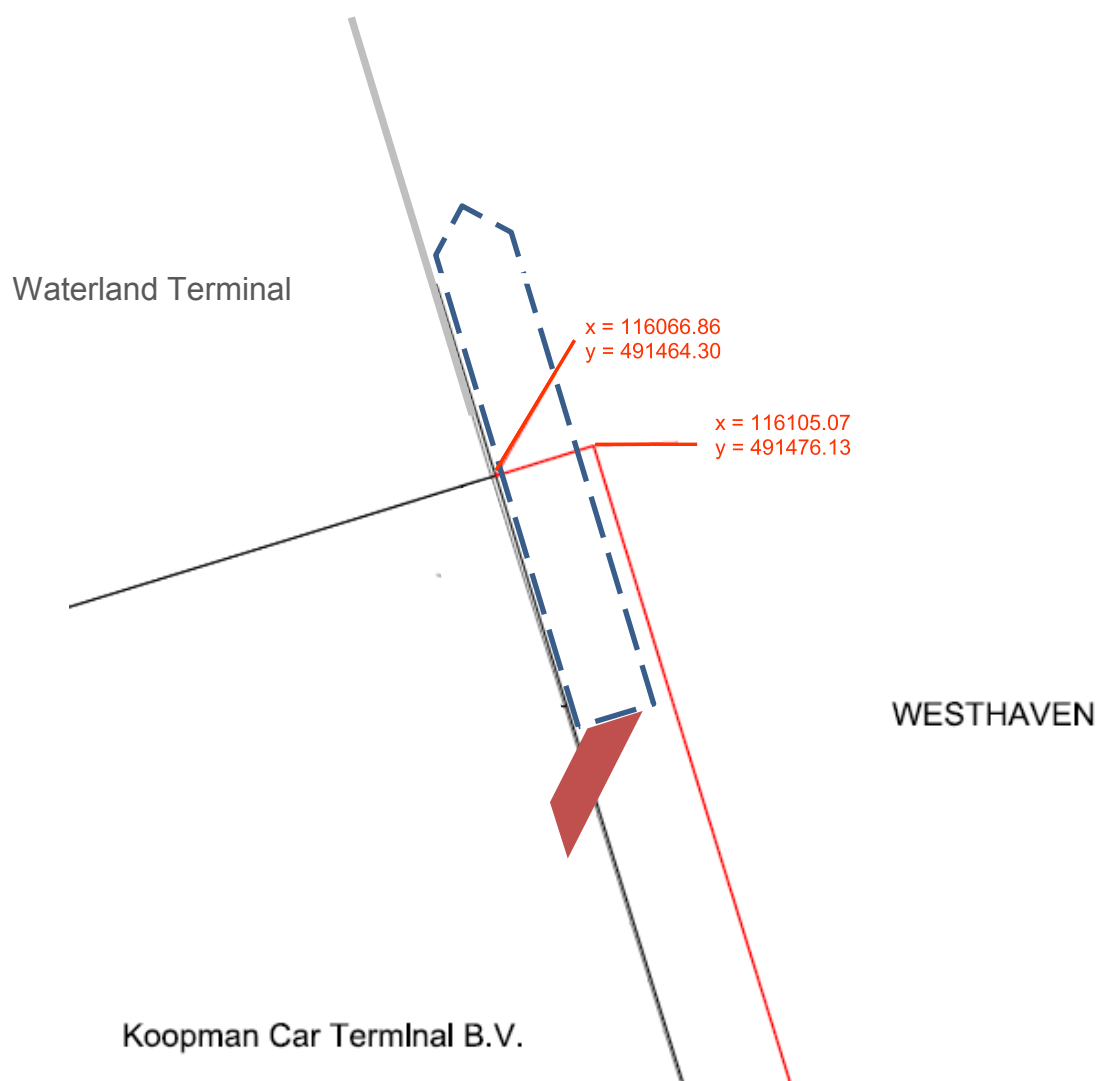 Waterland Terminal
x = 116066.86
y = 491464.30
x = 116105.07
y = 491476.13
WESTHAVEN
Koopman Car TermInal B.V.